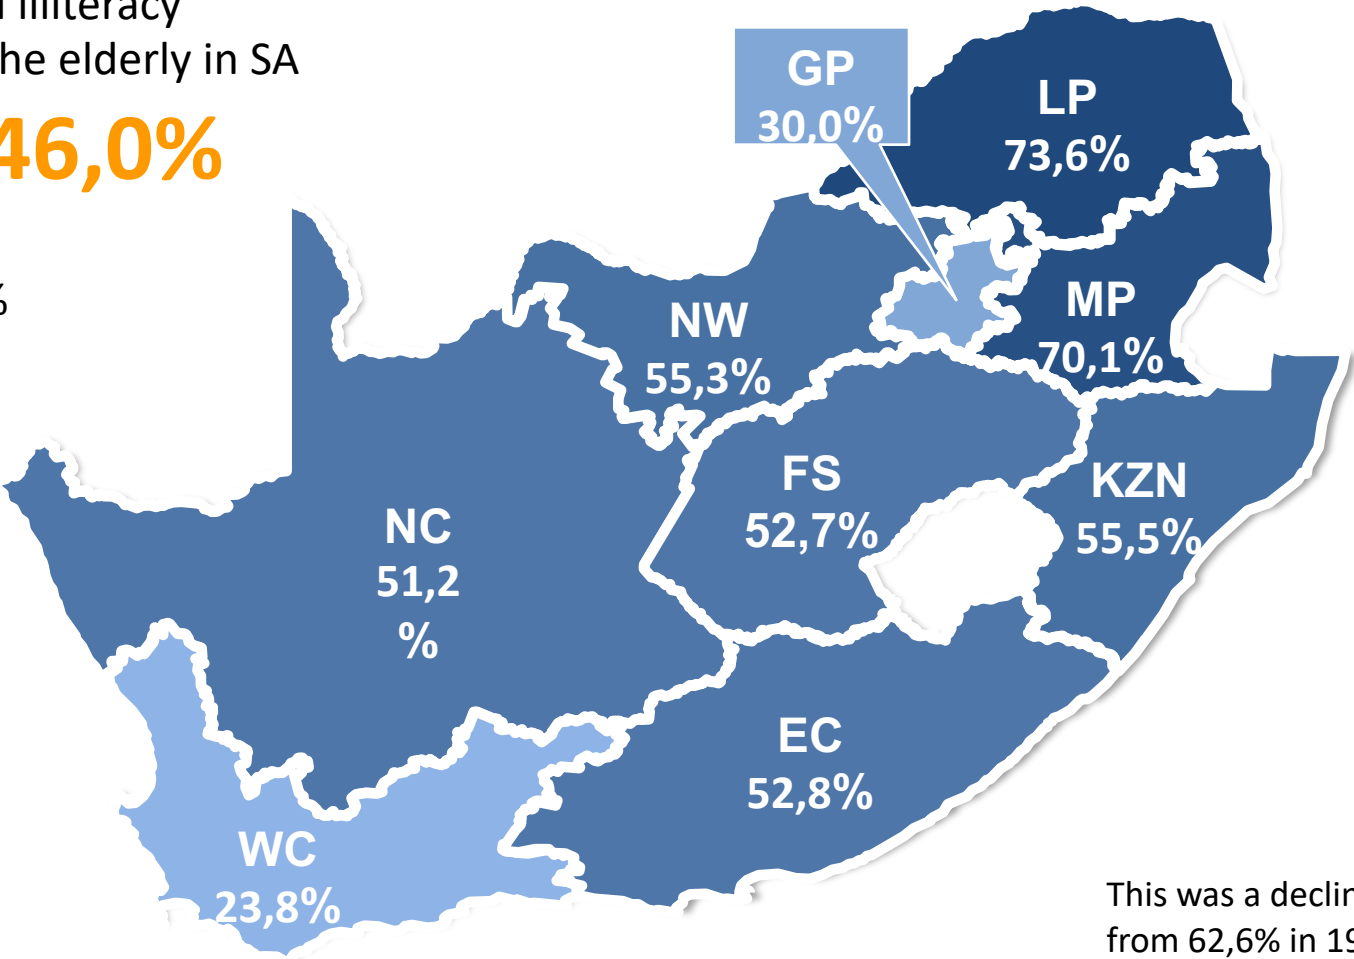 illiteracy
the elderly in SA
46,0%
%
GP
30,0%
LP
73,6%
MP
70,1%
NW
55,3%
FS
52,7%
KZN
55,5%
NC
51,2
%
EC
52,8%
WC
23,8%
This was a declin
from 62,6% in 19